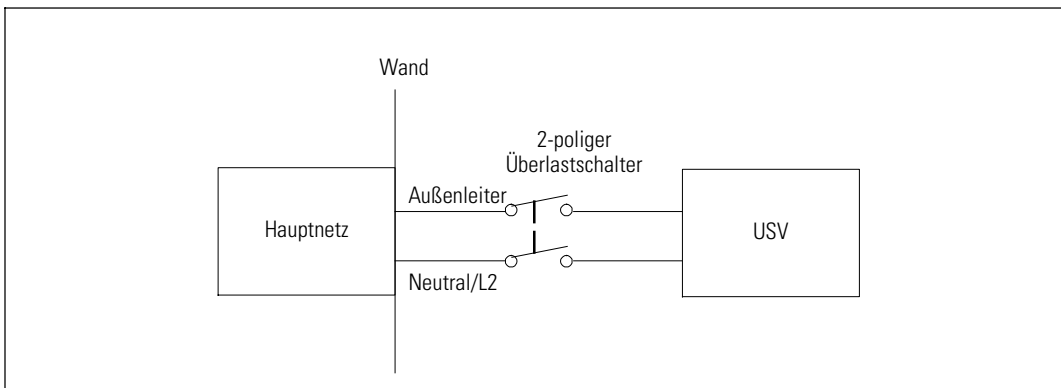 Wand
2-poliger
Überlastschalter
Außenleiter
Hauptnetz
USV
Neutral/L2